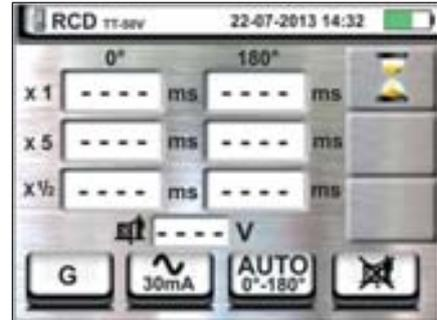 RCD TT-50V 22-07-2013 14:32
0° 180°
x 1 - - - - ms - - - - ms
x 5 - - - - ms - - - - ms
x ½ - - - - ms - - - - ms
- - - - V
G 30mA AUTO 0°-180°